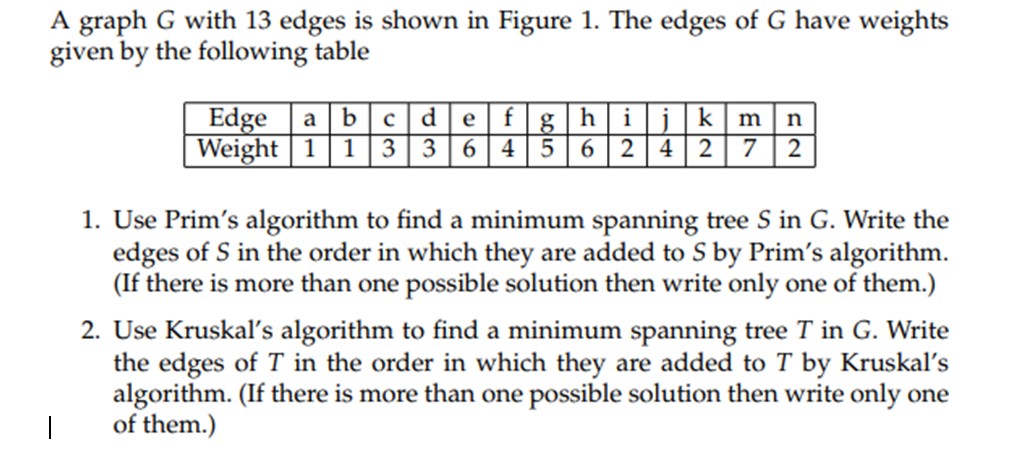 A graph G with 13 edges is shown in Figure 1. The edges of G have weights
given by the following table
Edge a b c d e f g h i j k m n
Weight 1 1 3 3 6 4 5 6 2 4 2 7 2
1. Use Prim's algorithm to find a minimum spanning tree S in G. Write the
edges of S in the order in which they are added to S by Prim's algorithm.
(If there is more than one possible solution then write only one of them.)
2. Use Kruskal's algorithm to find a minimum spanning tree T in G. Write
the edges of T in the order in which they are added to T by Kruskal's
algorithm. (If there is more than one possible solution then write only one
of them.)